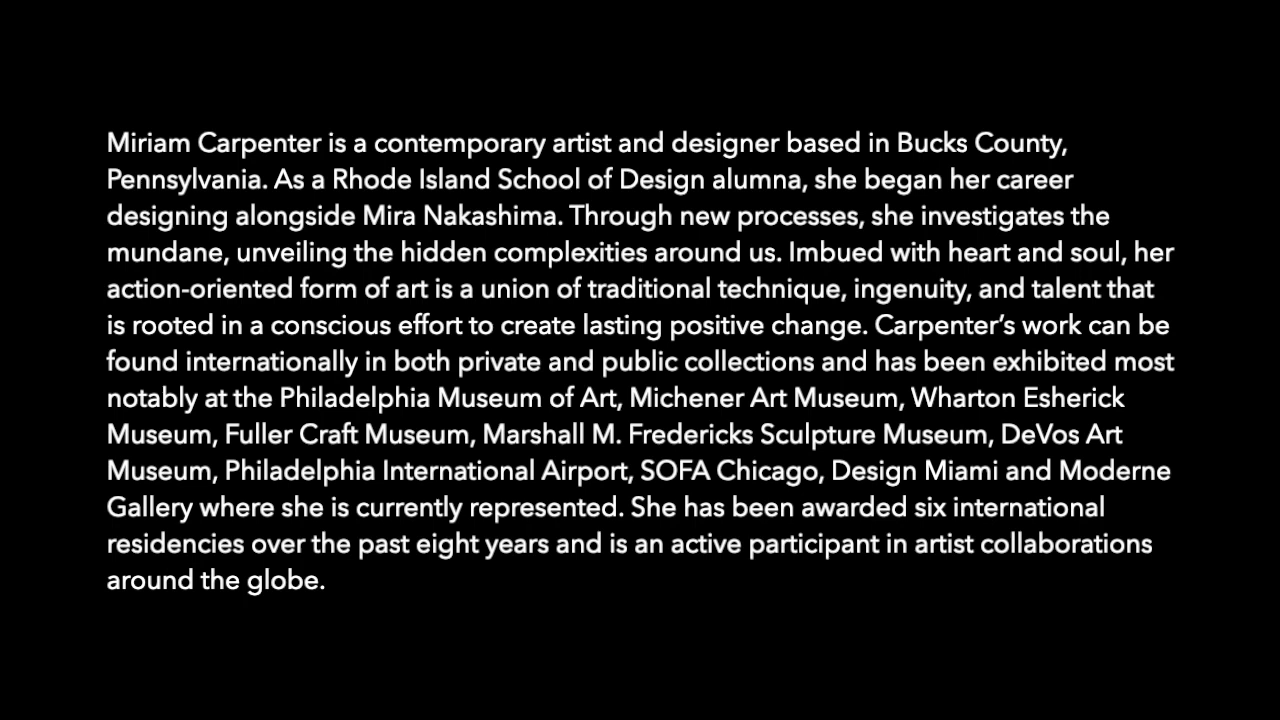 Miriam Carpenter is a contemporary artist and designer based in Bucks County,
Pennsylvania. As a Rhode Island School of Design alumna, she began her career
designing alongside Mira Nakashima. Through new processes, she investigates the
mundane, unveiling the hidden complexities around us. Imbued with heart and soul, her
action-oriented form of art is a union of traditional technique, ingenuity, and talent that
is rooted in a conscious effort to create lasting positive change. Carpenter’s work can be
found internationally in both private and public collections and has been exhibited most
notably at the Philadelphia Museum of Art, Michener Art Museum, Wharton Esherick
Museum, Fuller Craft Museum, Marshall M. Fredericks Sculpture Museum, DeVos Art
Museum, Philadelphia International Airport, SOFA Chicago, Design Miami and Moderne
Gallery where she is currently represented. She has been awarded six international
residencies over the past eight years and is an active participant in artist collaborations
around the globe.